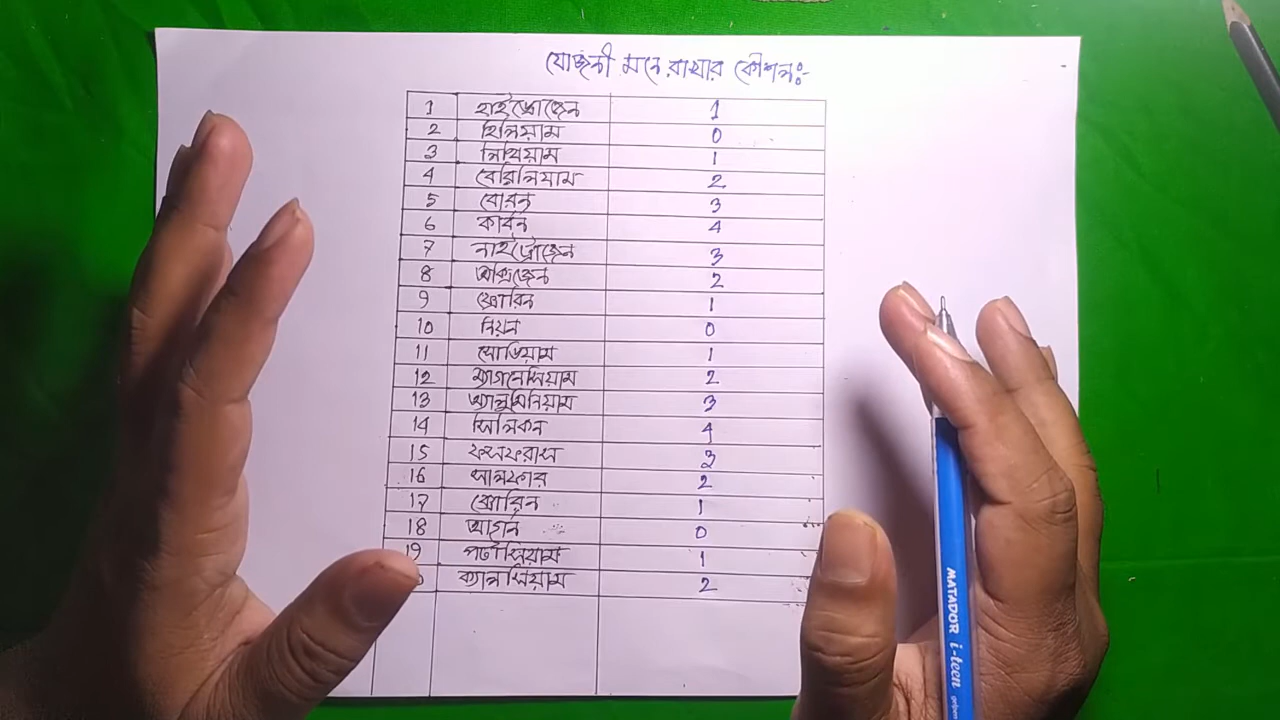 যোজনী মনে রাখার কৌশলঃ-
1 হাইড্রোজেন 1
2 হিলিয়াম 0
3 লিথিয়াম 1
4 বেরিলিয়াম 2
5 বোরন 3
6 কার্বন 4
7 নাইট্রোজেন 3
8 অক্সিজেন 2
9 ফ্লোরিন 1
10 নিয়ন 0
11 সোডিয়াম 1
12 ম্যাগনেসিয়াম 2
13 অ্যালুমিনিয়াম 3
14 সিলিকন 4
15 ফসফরাস 3
16 সালফার 2
17 ক্লোরিন 1
18 আর্গন 0
19 পটাসিয়াম 1
ক্যালসিয়াম 2
MATADOR i-teen